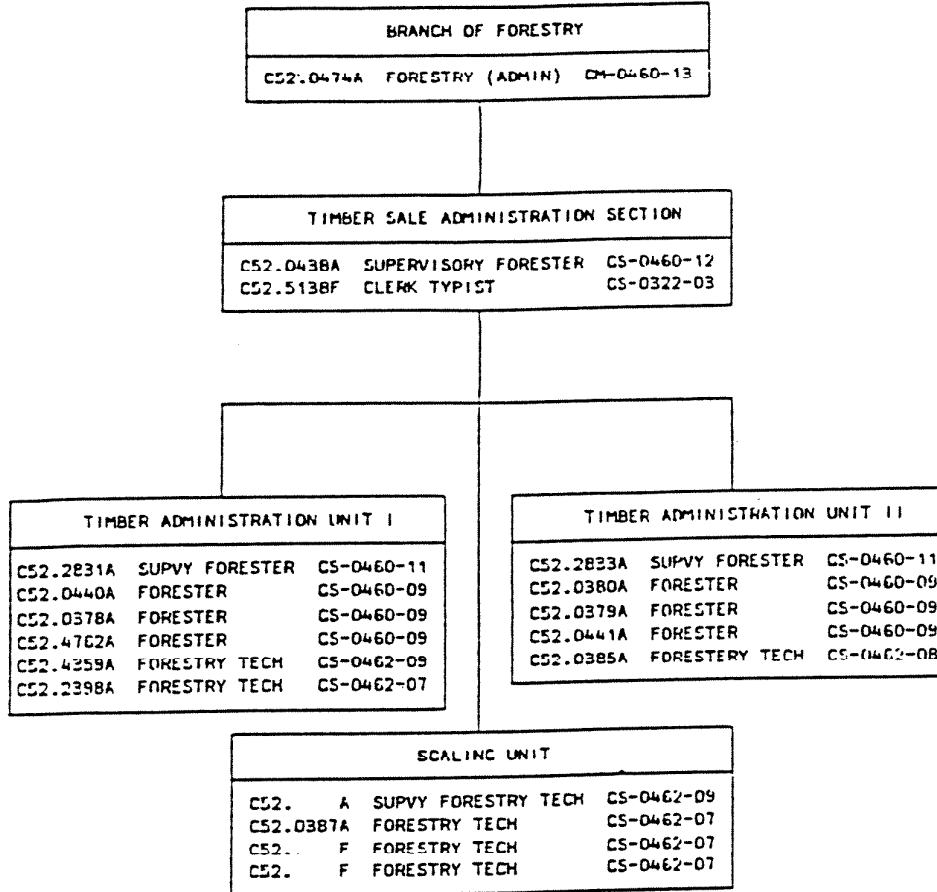 BRANCH OF FORESTRY
C52.0474A FORESTRY (ADMIN) CM-0460-13
TIMBER SALE ADMINISTRATION SECTION
C52.0438A SUPERVISORY FORESTER CS-0460-12
C52.5138F CLERK TYPIST CS-0322-03
TIMBER ADMINISTRATION UNIT I
C52.2831A SUPVY FORESTER CS-0460-11
C52.0440A FORESTER CS-0460-09
C52.0378A FORESTER CS-0460-09
C52.4762A FORESTER CS-0460-09
C52.4359A FORESTRY TECH CS-0462-09
C52.2398A FORESTRY TECH CS-0462-07
TIMBER ADMINISTRATION UNIT II
C52.2833A SUPVY FORESTER CS-0460-11
C52.0380A FORESTER CS-0460-09
C52.0379A FORESTER CS-0460-09
C52.0441A FORESTER CS-0460-09
C52.0385A FORESTERY TECH CS-0462-08
SCALING UNIT
C52. A SUPVY FORESTRY TECH CS-0462-09
C52.0387A FORESTRY TECH CS-0462-07
C52. F FORESTRY TECH CS-0462-07
C52. F FORESTRY TECH CS-0462-07